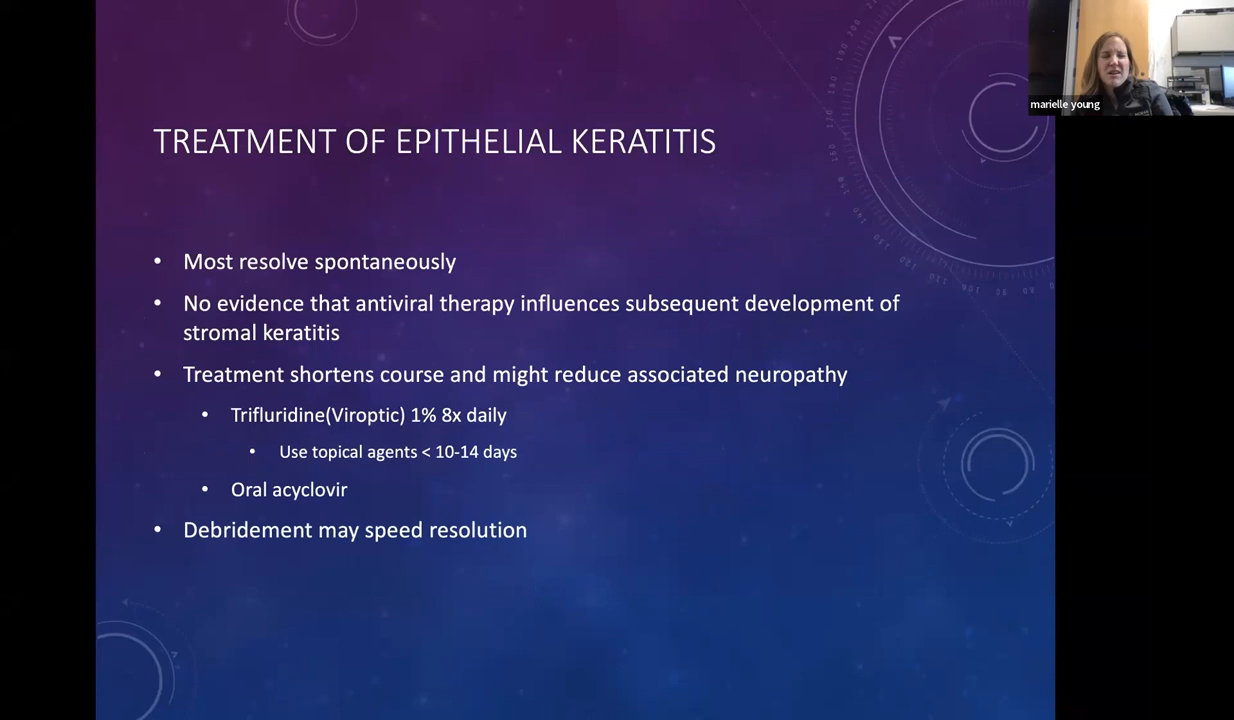 marielle young
TREATMENT OF EPITHELIAL KERATITIS
• Most resolve spontaneously
• No evidence that antiviral therapy influences subsequent development of
stromal keratitis
• Treatment shortens course and might reduce associated neuropathy
• Trifluridine(Viroptic) 1% 8x daily
• Use topical agents < 10-14 days
• Oral acyclovir
• Debridement may speed resolution